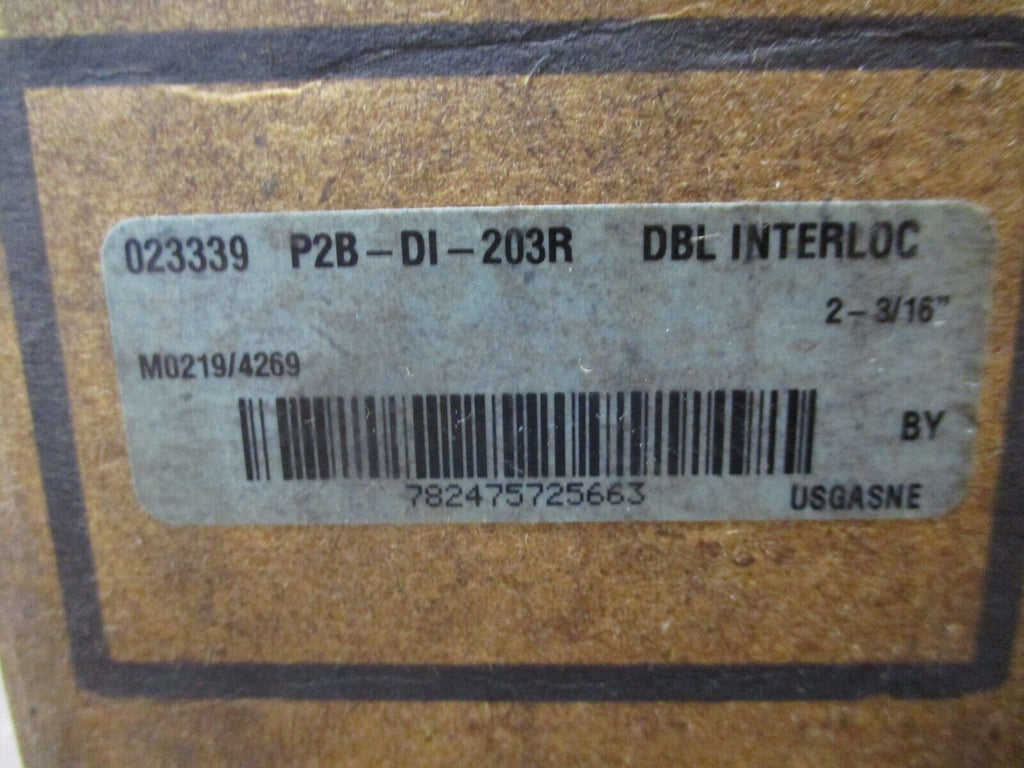 023339 P2B-DI-203R DBL INTERLOC
2-3/16"
M0219/4269
BY
782475725663
USGASNE